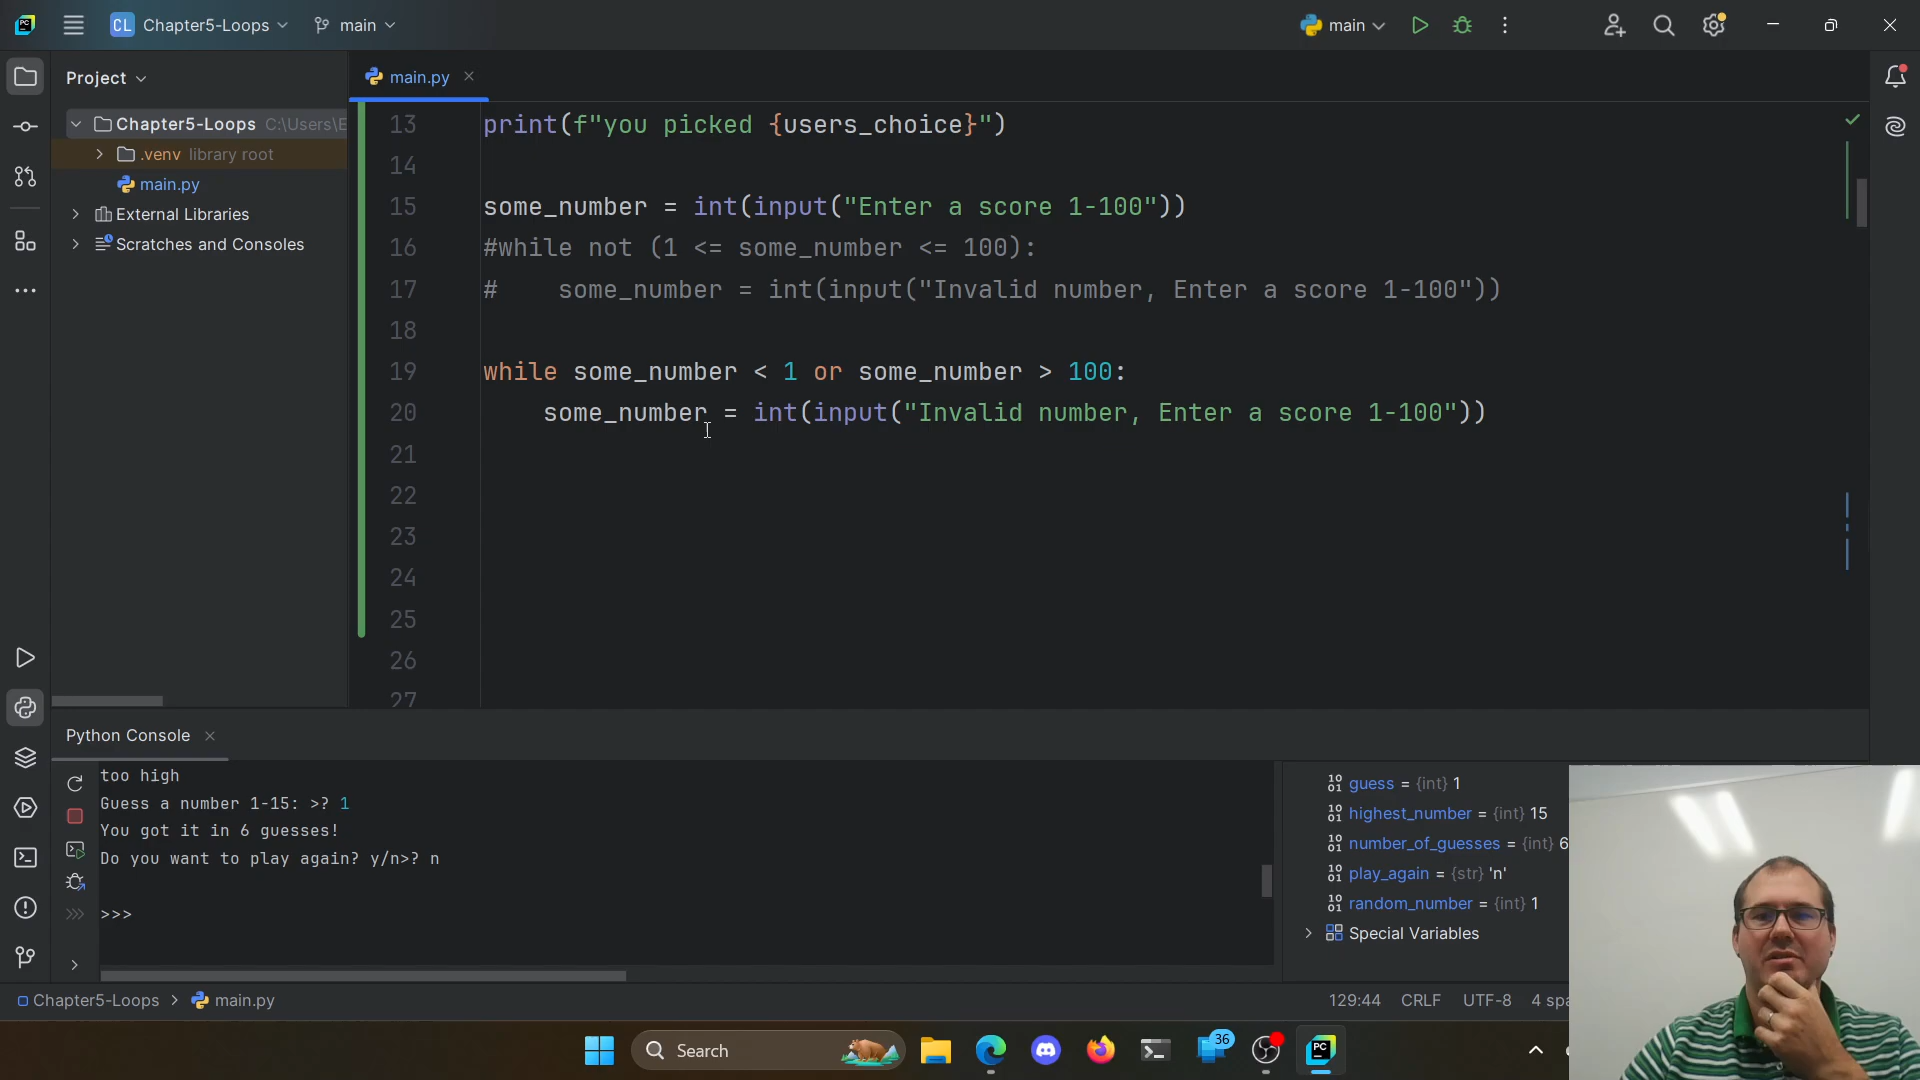 CL Chapter5-Loops main main
Project main.py
Chapter5-Loops C:\Users\E
.venv library root
main.py
External Libraries
Scratches and Consoles
13 print(f"you picked {users_choice}")
14
15 some_number = int(input("Enter a score 1-100"))
16 #while not (1 <= some_number <= 100):
17 #    some_number = int(input("Invalid number, Enter a score 1-100"))
18
19 while some_number < 1 or some_number > 100:
20     some_number = int(input("Invalid number, Enter a score 1-100"))
21
22
23
24
25
26
27
Python Console
too high
Guess a number 1-15: >? 1
You got it in 6 guesses!
Do you want to play again? y/n>? n
>>>
guess = {int} 1
highest_number = {int} 15
number_of_guesses = {int} 6
play_again = {str} 'n'
random_number = {int} 1
Special Variables
Chapter5-Loops > main.py 129:44 CRLF UTF-8 4 spa
Search 36 PC